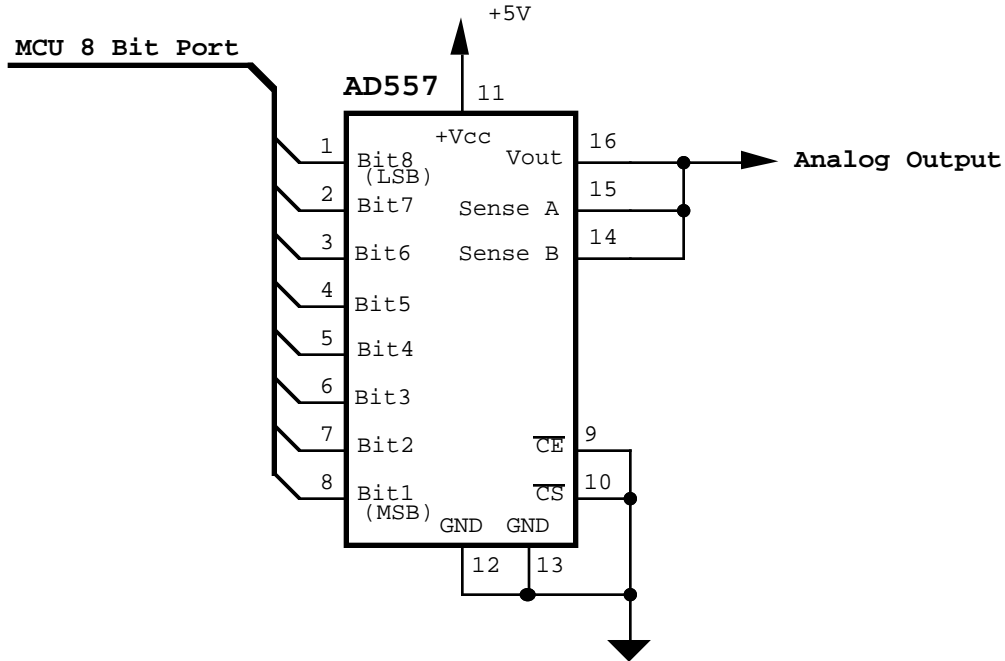 +5V
MCU 8 Bit Port
AD557
11
+Vcc
1
Bit8
(LSB)
2
Bit7
3
Bit6
4
Bit5
5
Bit4
6
Bit3
7
Bit2
8
Bit1
(MSB)
Vout
16
Analog Output
Sense A
15
Sense B
14
CE
9
CS
10
GND
GND
12
13